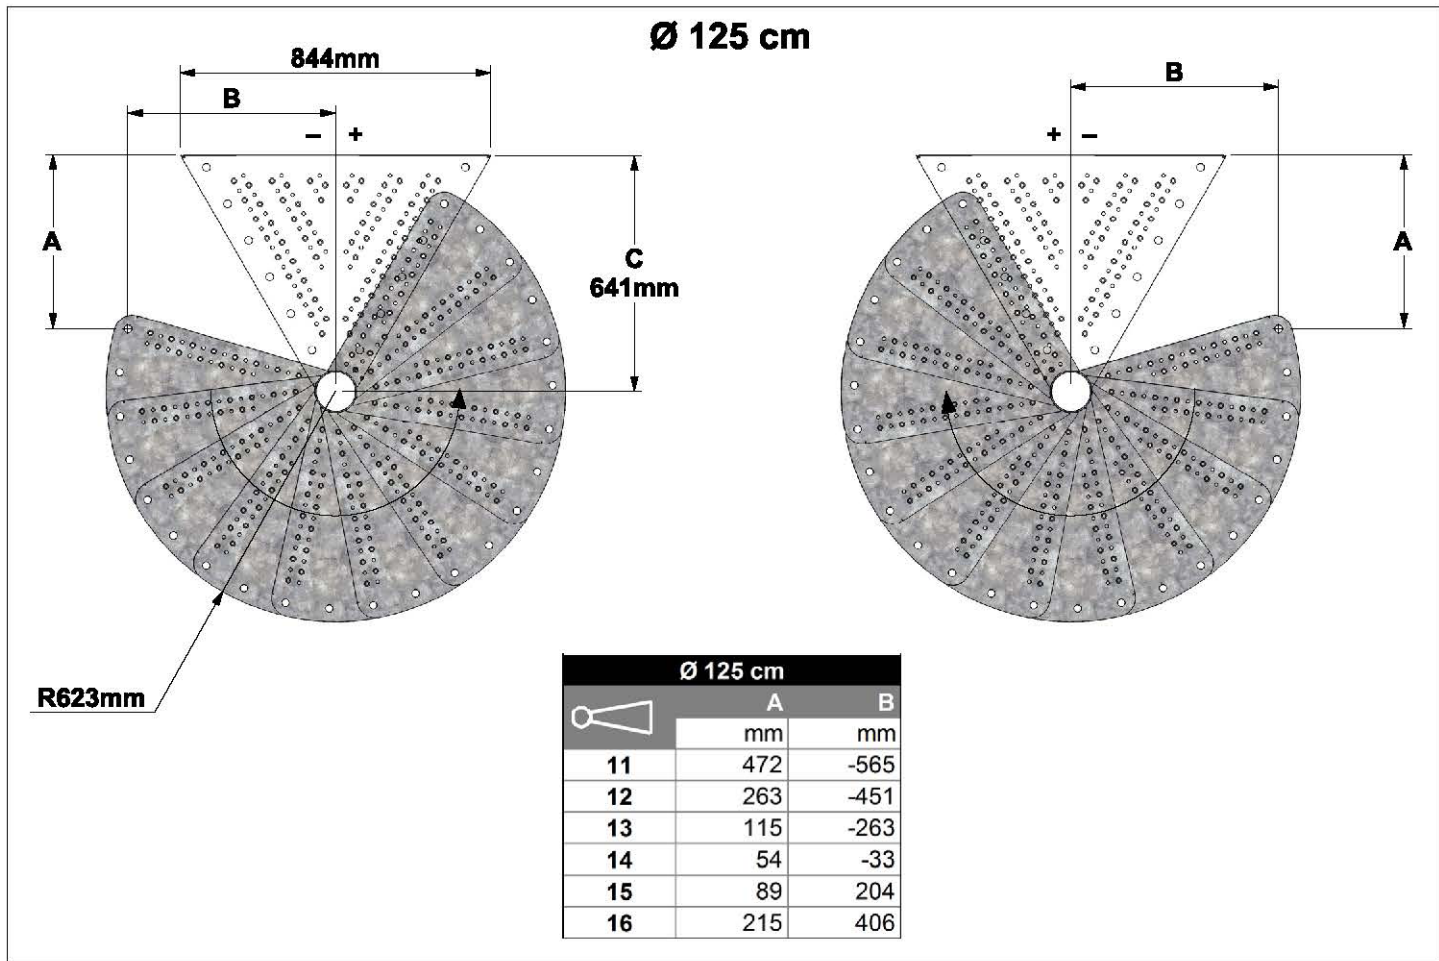 Ø 125 cm
844mm
B
B
– +
+ –
A
C
641mm
A
R623mm
Ø 125 cm
A B
mm mm
11 472 -565
12 263 -451
13 115 -263
14 54 -33
15 89 204
16 215 406